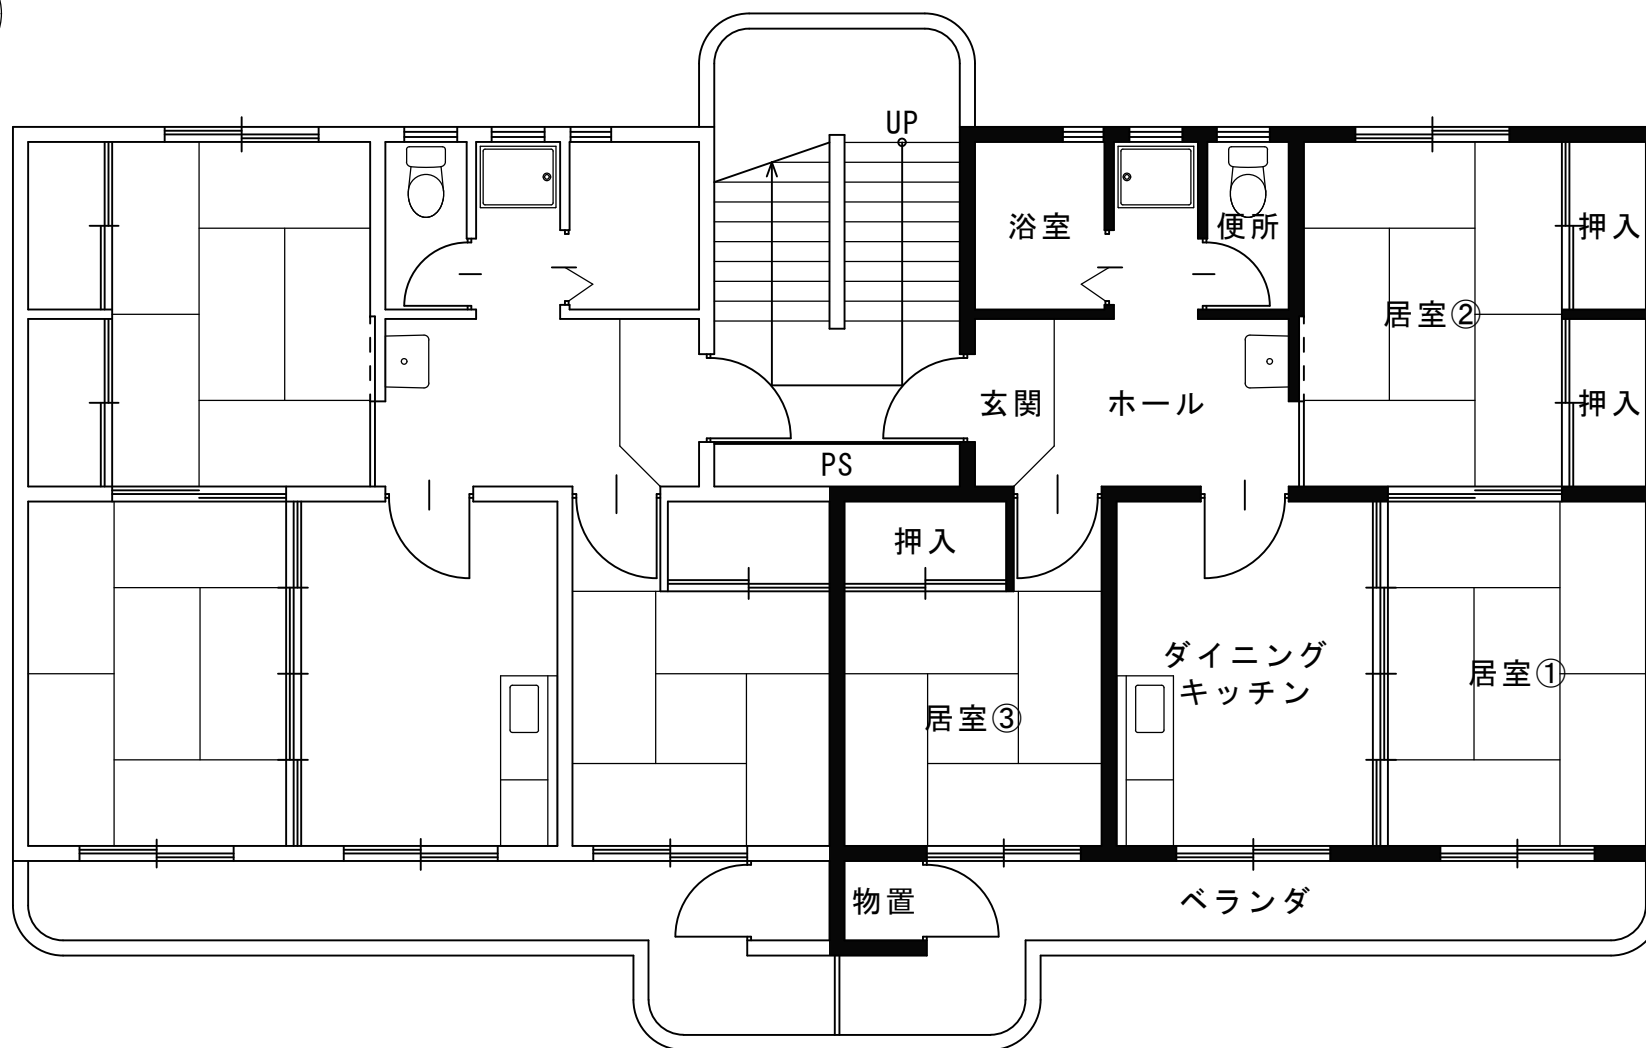 UP
浴室
便所
押入
居室②
玄関
ホール
押入
PS
押入
ダイニング
キッチン
居室①
居室③
物置
ベランダ